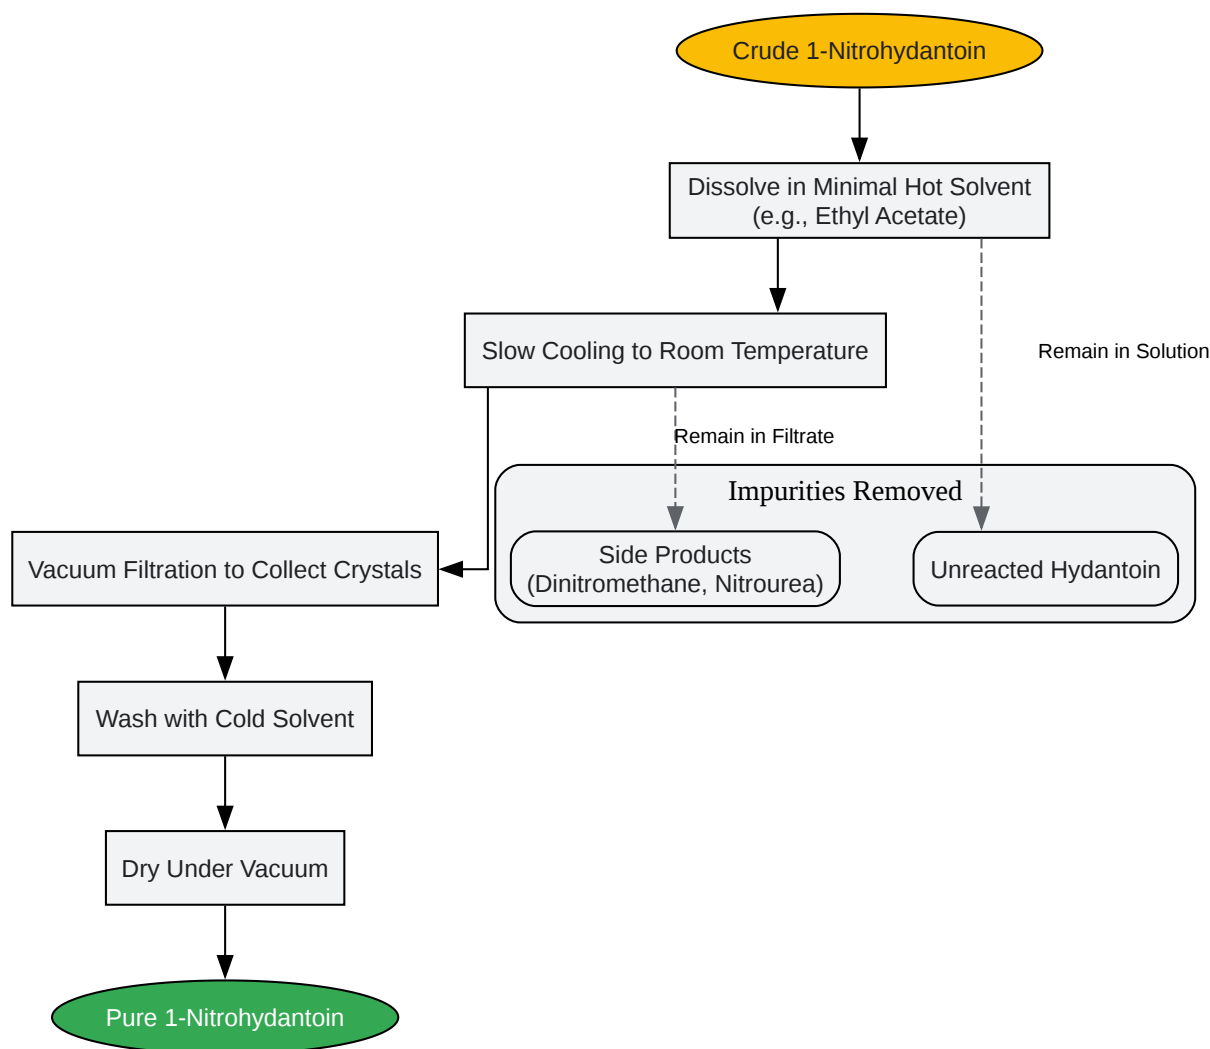 Crude 1-Nitrohydantoin
Dissolve in Minimal Hot Solvent
(e.g., Ethyl Acetate)
Slow Cooling to Room Temperature
Remain in Solution
Remain in Filtrate
Impurities Removed
Vacuum Filtration to Collect Crystals
Side Products
(Dinitromethane, Nitrourea)
Unreacted Hydantoin
Wash with Cold Solvent
Dry Under Vacuum
Pure 1-Nitrohydantoin